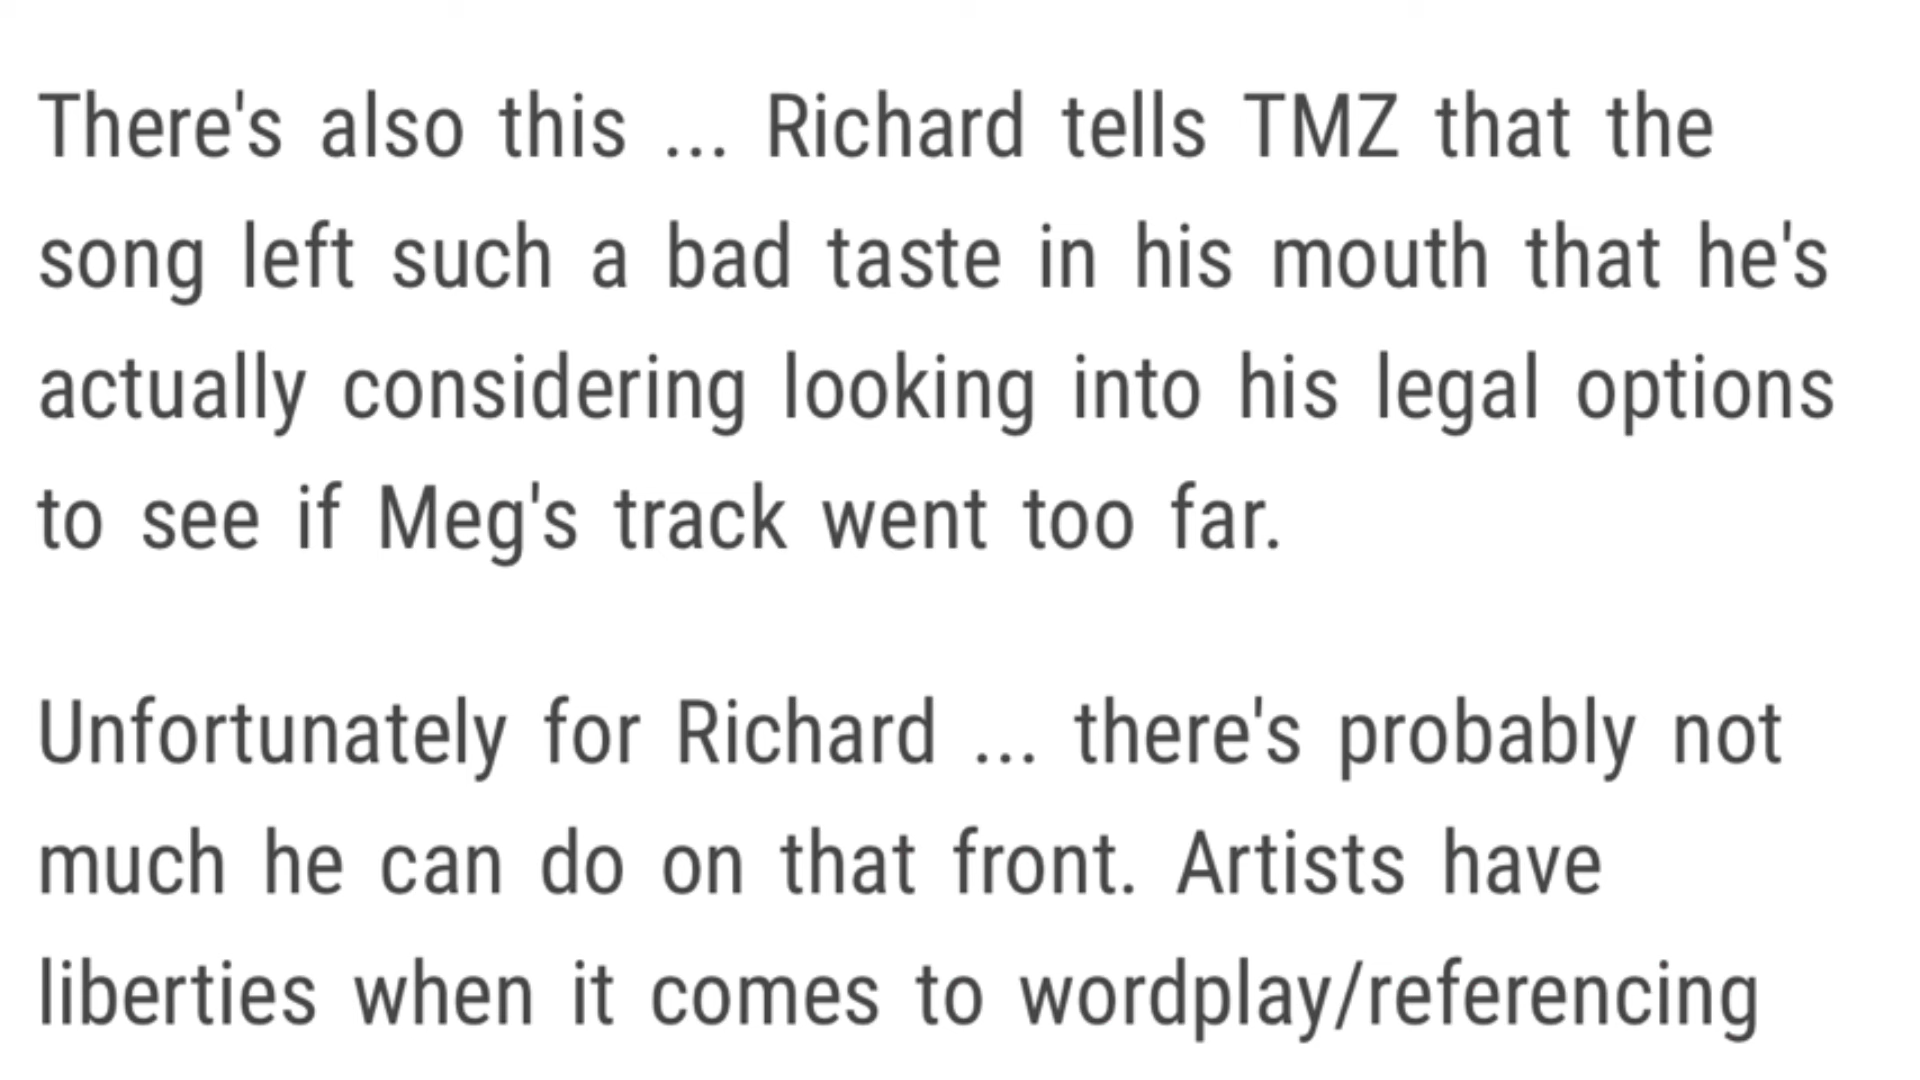 There's also this ... Richard tells TMZ that the
song left such a bad taste in his mouth that he's
actually considering looking into his legal options
to see if Meg's track went too far.
Unfortunately for Richard ... there's probably not
much he can do on that front. Artists have
liberties when it comes to wordplay/referencing